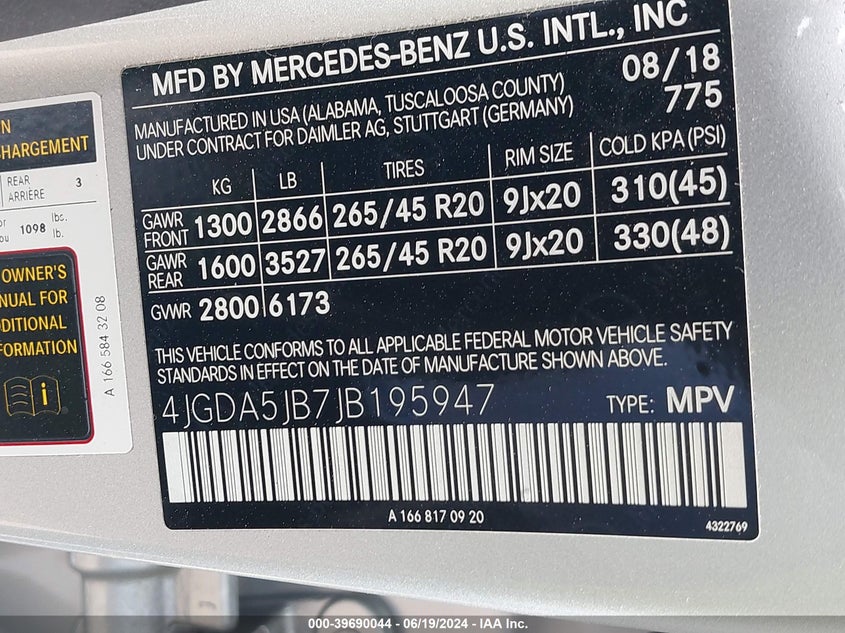 MFD BY MERCEDES-BENZ U.S. INTL., INC
08/18
775
MANUFACTURED IN USA (ALABAMA, TUSCALOOSA COUNTY)
UNDER CONTRACT FOR DAIMLER AG, STUTTGART (GERMANY)
KG LB TIRES RIM SIZE COLD KPA (PSI)
GAWR FRONT 1300 2866 265/45 R20 9Jx20 310(45)
GAWR REAR 1600 3527 265/45 R20 9Jx20 330(48)
GVWR 2800 6173
THIS VEHICLE CONFORMS TO ALL APPLICABLE FEDERAL MOTOR VEHICLE SAFETY
STANDARDS IN EFFECT ON THE DATE OF MANUFACTURE SHOWN ABOVE.
4JGDA5JB7JB195947 TYPE: MPV
A 166 817 09 20
4322769
REAR
ARRIÈRE 3
1098 lbs.
lb.
OWNER'S
FOR
A 166 584 32 08
000-39690044 - 06/19/2024 - IAA Inc.